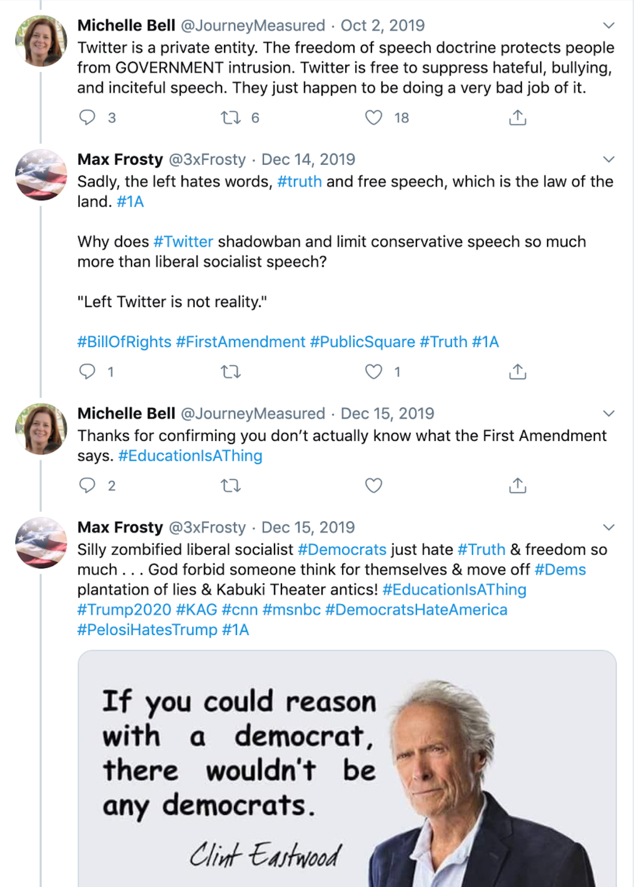 Michelle Bell @JourneyMeasured · Oct 2, 2019
Twitter is a private entity. The freedom of speech doctrine protects people
from GOVERNMENT intrusion. Twitter is free to suppress hateful, bullying,
and inciteful speech. They just happen to be doing a very bad job of it.
3 6 18
Max Frosty @3xFrosty · Dec 14, 2019
Sadly, the left hates words, #truth and free speech, which is the law of the
land. #1A
Why does #Twitter shadowban and limit conservative speech so much
more than liberal socialist speech?
"Left Twitter is not reality."
#BillOfRights #FirstAmendment #PublicSquare #Truth #1A
1 1
Michelle Bell @JourneyMeasured · Dec 15, 2019
Thanks for confirming you don’t actually know what the First Amendment
says. #EducationIsAThing
2
Max Frosty @3xFrosty · Dec 15, 2019
Silly zombified liberal socialist #Democrats just hate #Truth & freedom so
much . . . God forbid someone think for themselves & move off #Dems
plantation of lies & Kabuki Theater antics! #EducationIsAThing
#Trump2020 #KAG #cnn #msnbc #DemocratsHateAmerica
#PelosiHatesTrump #1A
If you could reason
with a democrat,
there wouldn't be
any democrats.
Clint Eastwood